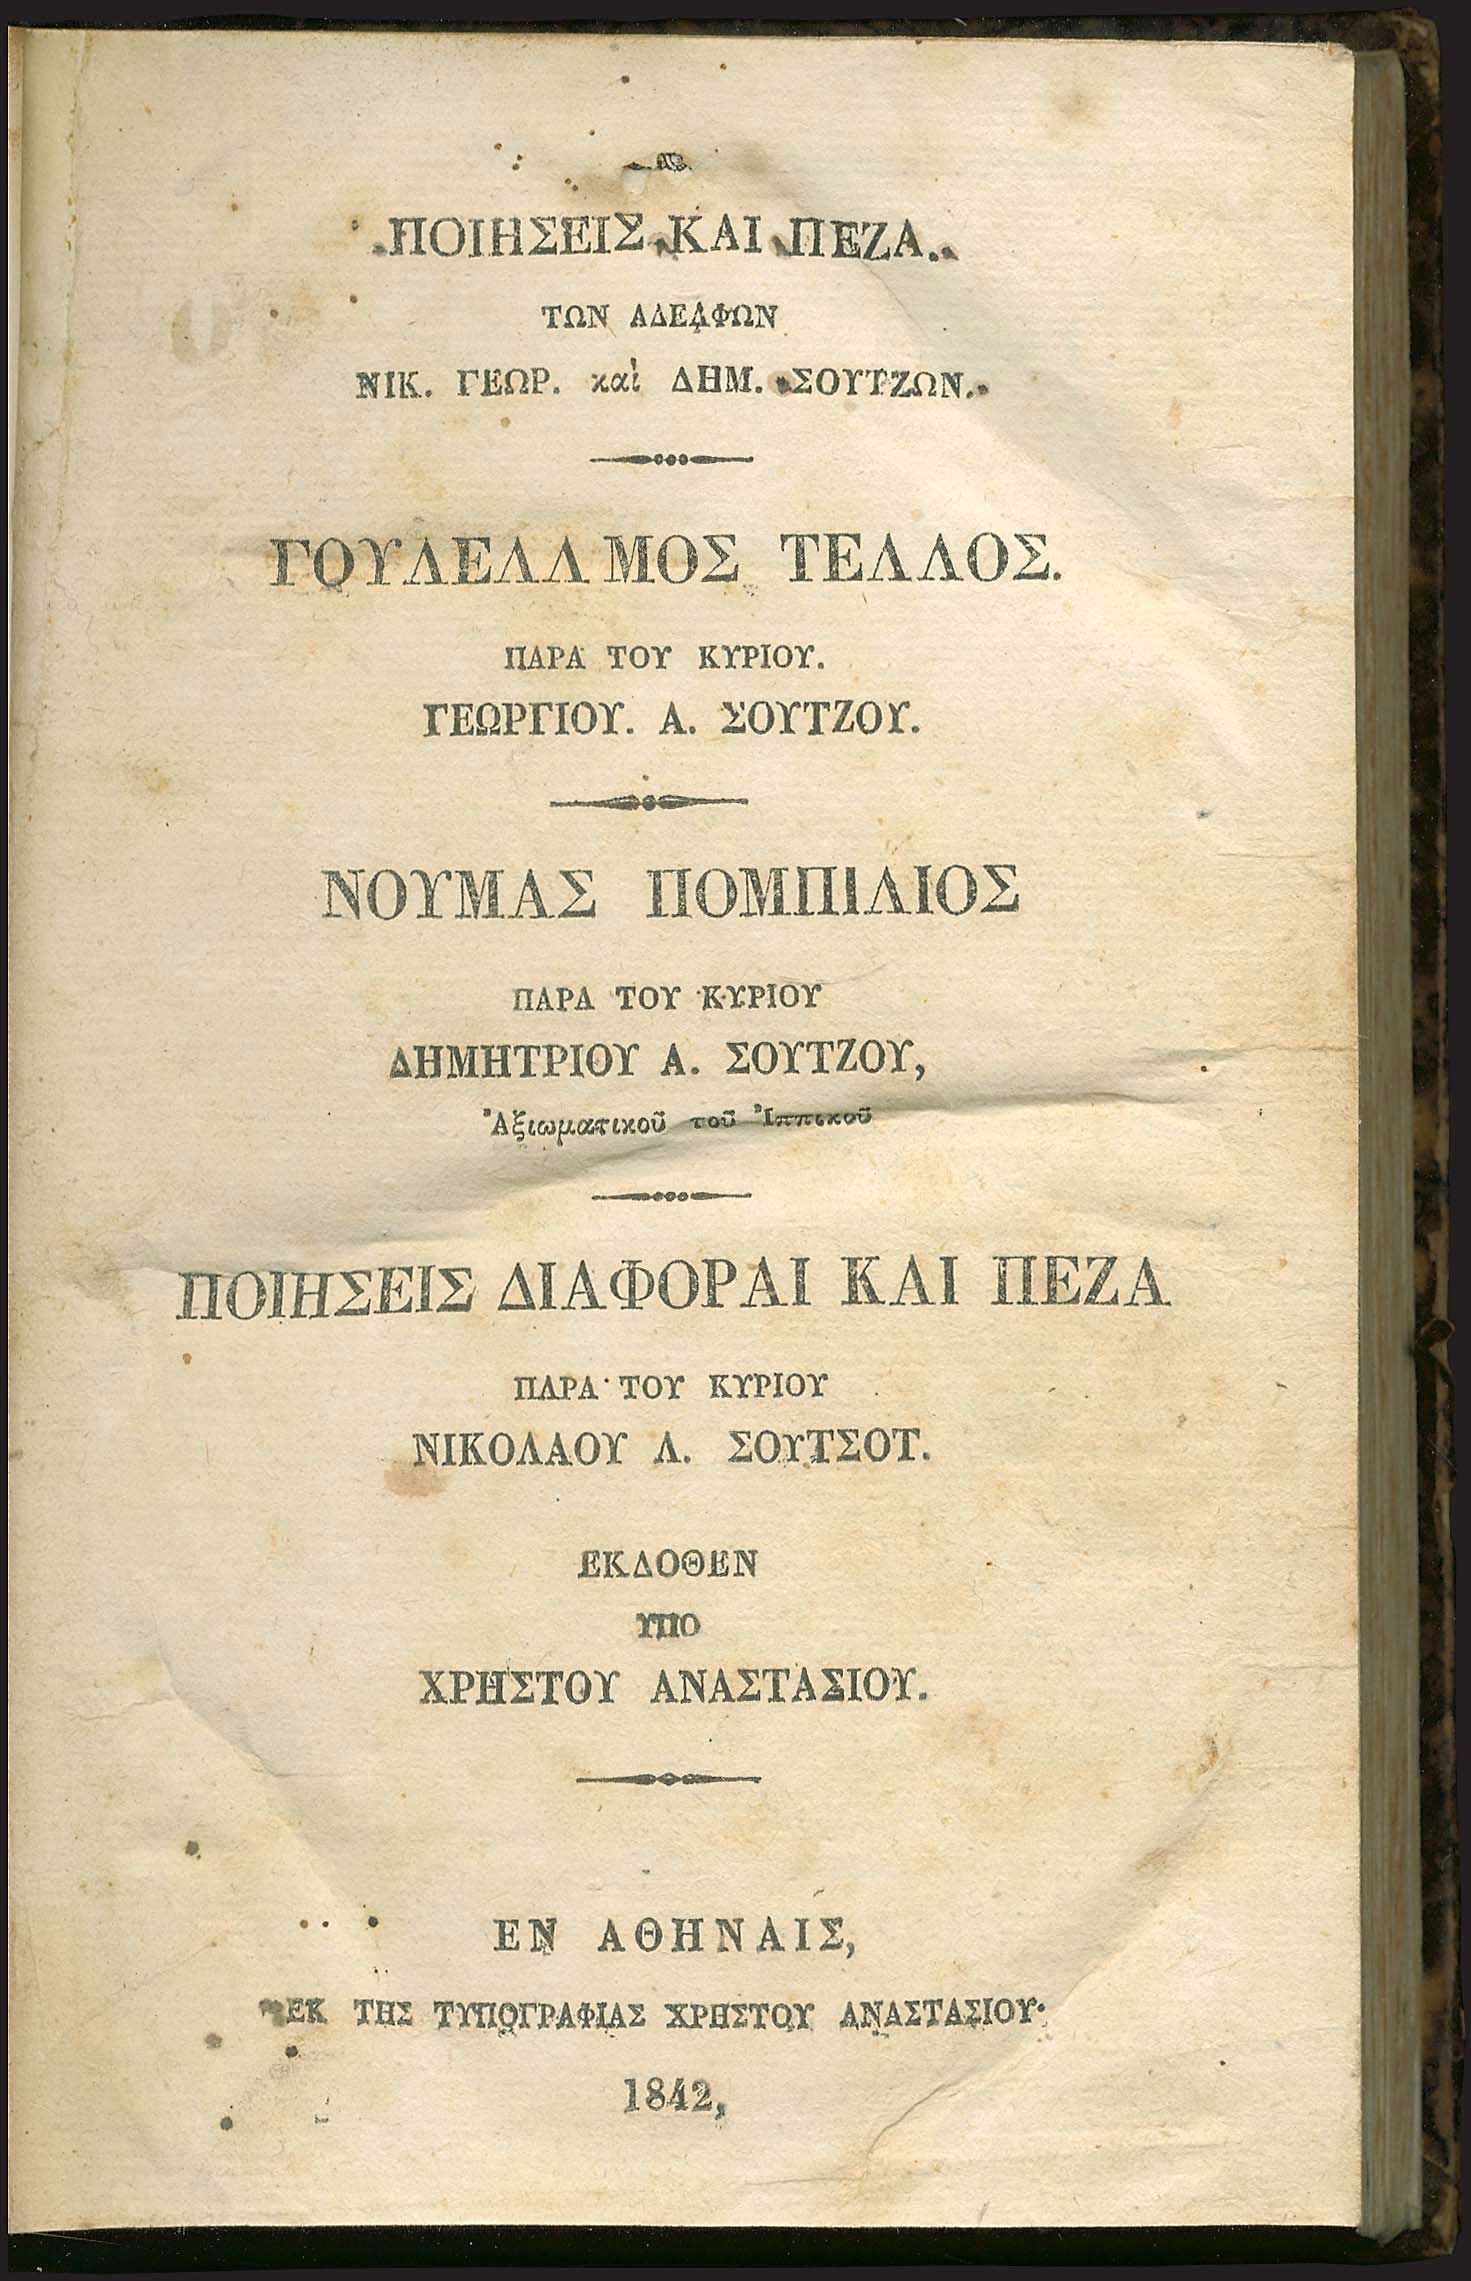 ΠΟΙΗΣΕΙΣ ΚΑΙ ΠΕΖΑ.
ΤΩΝ ΑΔΕΛΦΩΝ
ΝΙΚ. ΓΕΩΡ. καὶ ΔΗΜ. ΣΟΥΤΖΩΝ.
ΓΟΥΛΕΛΛΜΟΣ ΤΕΛΛΟΣ.
ΠΑΡΑ ΤΟΥ ΚΥΡΙΟΥ.
ΓΕΩΡΓΙΟΥ. Α. ΣΟΥΤΖΟΥ.
ΝΟΥΜΑΣ ΠΟΜΠΙΛΙΟΣ
ΠΑΡΑ ΤΟΥ ΚΥΡΙΟΥ
ΔΗΜΗΤΡΙΟΥ Α. ΣΟΥΤΖΟΥ,
Ἀξιωματικοῦ τοῦ Ἱππικοῦ
ΠΟΙΗΣΕΙΣ ΔΙΑΦΟΡΑΙ ΚΑΙ ΠΕΖΑ
ΠΑΡΑ ΤΟΥ ΚΥΡΙΟΥ
ΝΙΚΟΛΑΟΥ Α. ΣΟΥΤΣΟΤ.
ΕΚΔΟΘΕΝ
ΥΠΟ
ΧΡΗΣΤΟΥ ΑΝΑΣΤΑΣΙΟΥ.
ΕΝ ΑΘΗΝΑΙΣ,
ΕΚ ΤΗΣ ΤΥΠΟΓΡΑΦΙΑΣ ΧΡΗΣΤΟΥ ΑΝΑΣΤΑΣΙΟΥ·
1842,